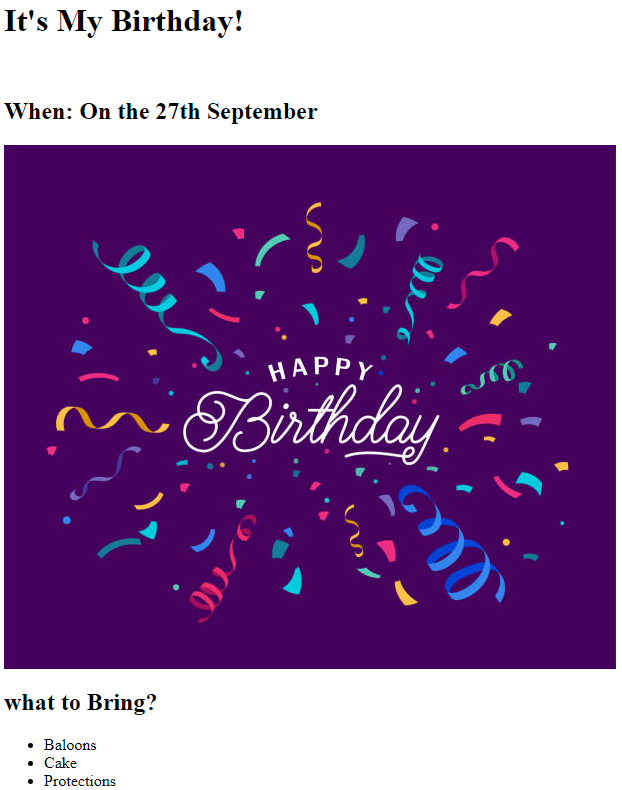 It's My Birthday!
When: On the 27th September
HAPPY
Birthday
what to Bring?
Baloons
Cake
Protections